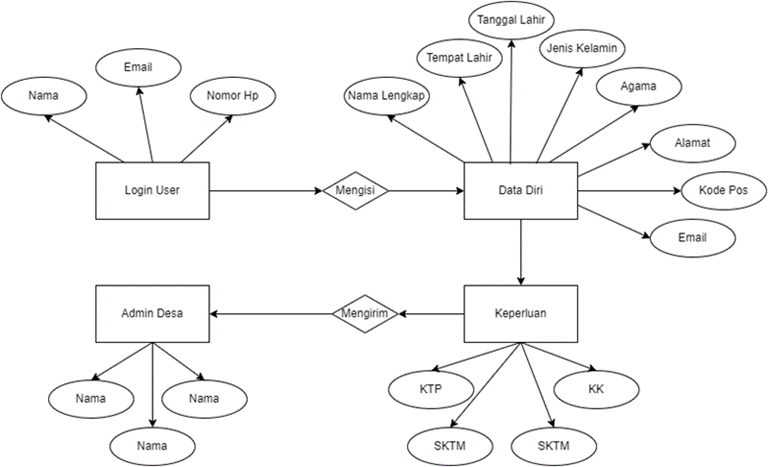 Tanggal Lahir
Jenis Kelamin
Email
Tempat Lahir
Agama
Nama
Nomor Hp
Nama Lengkap
Alamat
Login User
Mengisi
Data Diri
Kode Pos
Email
Admin Desa
Mengirim
Keperluan
Nama
Nama
KTP
KK
Nama
SKTM
SKTM